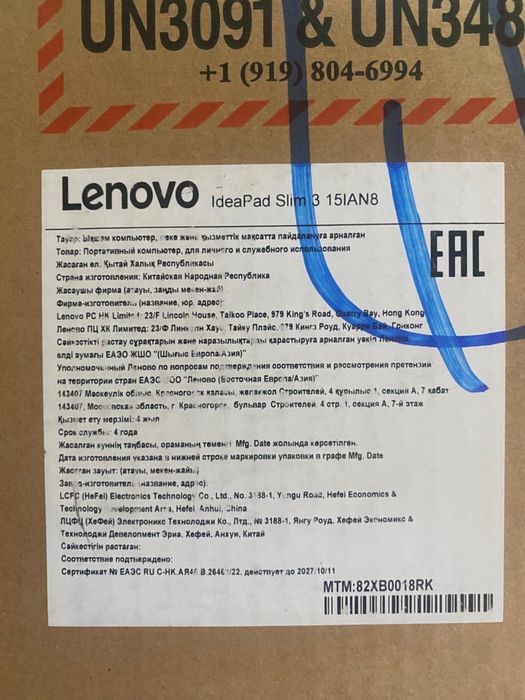 UN3091 & UN348
+1 (919) 804-6994
Lenovo IdeaPad Slim 3 15IAN8
EAC
Тауар: Ықшам компьютер, жеке және қызметтік мақсатта пайдалануға арналған
Товар: Портативный компьютер, для личного и служебного использования
Жасаған ел. Қытай Халық Республикасы
Страна изготовления: Китайская Народная Республика
Жасаушы фирма (атауы, заңды мекен-жай)
Фирма-изготовитель (название, юр. адрес):
Lenovo PC HK Limited: 23/F Lincoln House, Taikoo Place, 979 King's Road, Quarry Bay, Hong Kong
Леново ПЦ ХК Лимитед: 23/Ф Линкольн Хаус, Тайку Плэйс, 979 Кингз Роуд, Куарри Бэй, Гонконг
Сәйкестікті растау сұрақтарын және наразылықтарды қарастыруға арналған уәкіл Леново
елді аумағы ЕАЭО ЖШО "(Шығыс Европа/Азия)"
Уполномоченный Леново по вопросам подтверждения соответствия и рассмотрения претензий
на территории стран ЕАЭС ООО "Леново (Восточная Европа/Азия)"
143407 Мәскеулік облыс, Красногорск қаласы, желекжол Строителей, 4 құрылыс 1, секция А, 7 қабат
143407, Московская область, г. Красногорск, бульвар Строителей, 4 стр. 1, секция А, 7-й этаж
Қызмет ету мерзімі: 4 жыл
Срок службы: 4 года
Жасалған күннің таңбасы, ораманың төменгі Mfg. Date жолында көрсетілген.
Дата изготовления указана в нижней строке маркировки упаковки в графе Mfg. Date
Жасаған зауыт: (атауы, мекен-жайы)
Завод-изготовитель (название, адрес):
LCFC (HeFei) Electronics Technology Co., Ltd., No. 3188-1, Yungu Road, Hefei Economics &
Technology Development Area, Hefei, Anhui, China
ЛЦФЦ (ХеФей) Электроникс Технолоджи Ко., Лтд., № 3188-1, Янгу Роуд, Хефей Экономикс &
Технолоджи Девелопмент Эриа, Хефей, Анхуи, Китай
Сәйкестігін растаған:
Соответствие подтверждено:
Сертификат № ЕАЭС RU C-HK.АЯ46.В.2646 /22, действует до 2027/10/11
MTM:82XB0018RK